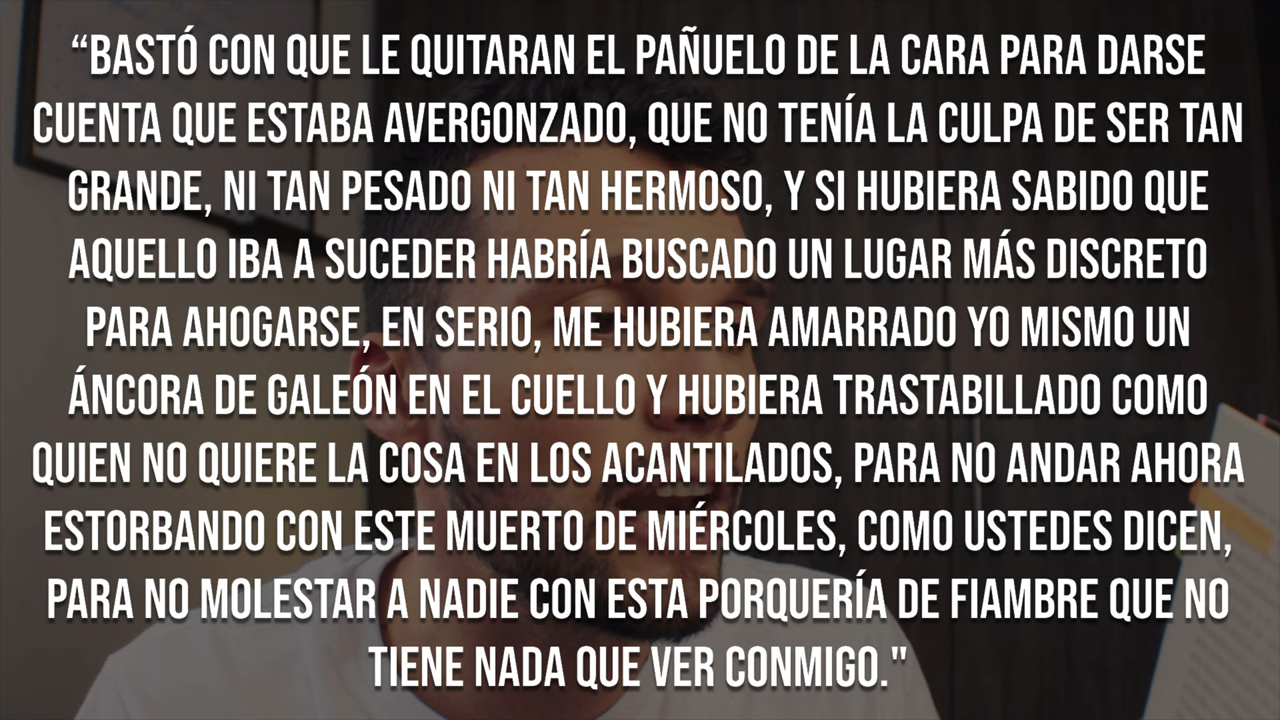 “BASTÓ CON QUE LE QUITARAN EL PAÑUELO DE LA CARA PARA DARSE
CUENTA QUE ESTABA AVERGONZADO, QUE NO TENÍA LA CULPA DE SER TAN
GRANDE, NI TAN PESADO NI TAN HERMOSO, Y SI HUBIERA SABIDO QUE
AQUELLO IBA A SUCEDER HABRÍA BUSCADO UN LUGAR MÁS DISCRETO
PARA AHOGARSE, EN SERIO, ME HUBIERA AMARRADO YO MISMO UN
ÁNCORA DE GALEÓN EN EL CUELLO Y HUBIERA TRASTABILLADO COMO
QUIEN NO QUIERE LA COSA EN LOS ACANTILADOS, PARA NO ANDAR AHORA
ESTORBANDO CON ESTE MUERTO DE MIÉRCOLES, COMO USTEDES DICEN,
PARA NO MOLESTAR A NADIE CON ESTA PORQUERÍA DE FIAMBRE QUE NO
TIENE NADA QUE VER CONMIGO."